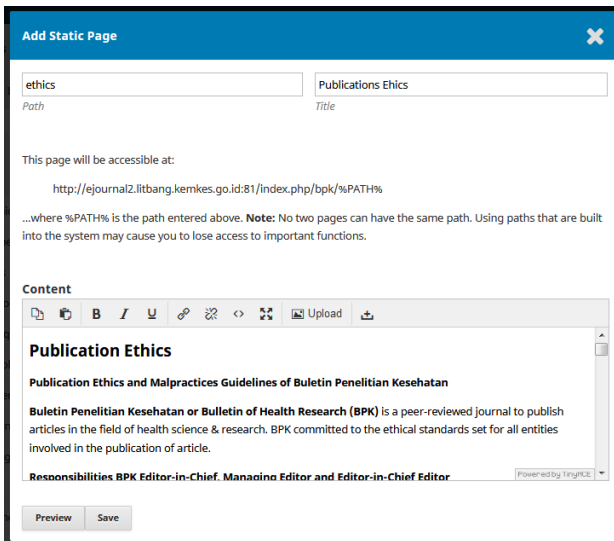 Add Static Page
ethics
Publications Ehics
Path
Title
This page will be accessible at:
http://ejournal2.litbang.kemkes.go.id:81/index.php/bpk/%PATH%
...where %PATH% is the path entered above. Note: No two pages can have the same path. Using paths that are built
into the system may cause you to lose access to important functions.
Content
B I U Upload
Publication Ethics
Publication Ethics and Malpractices Guidelines of Buletin Penelitian Kesehatan
Buletin Penelitian Kesehatan or Bulletin of Health Research (BPK) is a peer-reviewed journal to publish
articles in the field of health science & research. BPK committed to the ethical standards set for all entities
involved in the publication of article.
Responsibilities BPK Editor-in-Chief, Managing Editor and Editor-in-Chief Editor
Powered by TinyMCE
Preview
Save